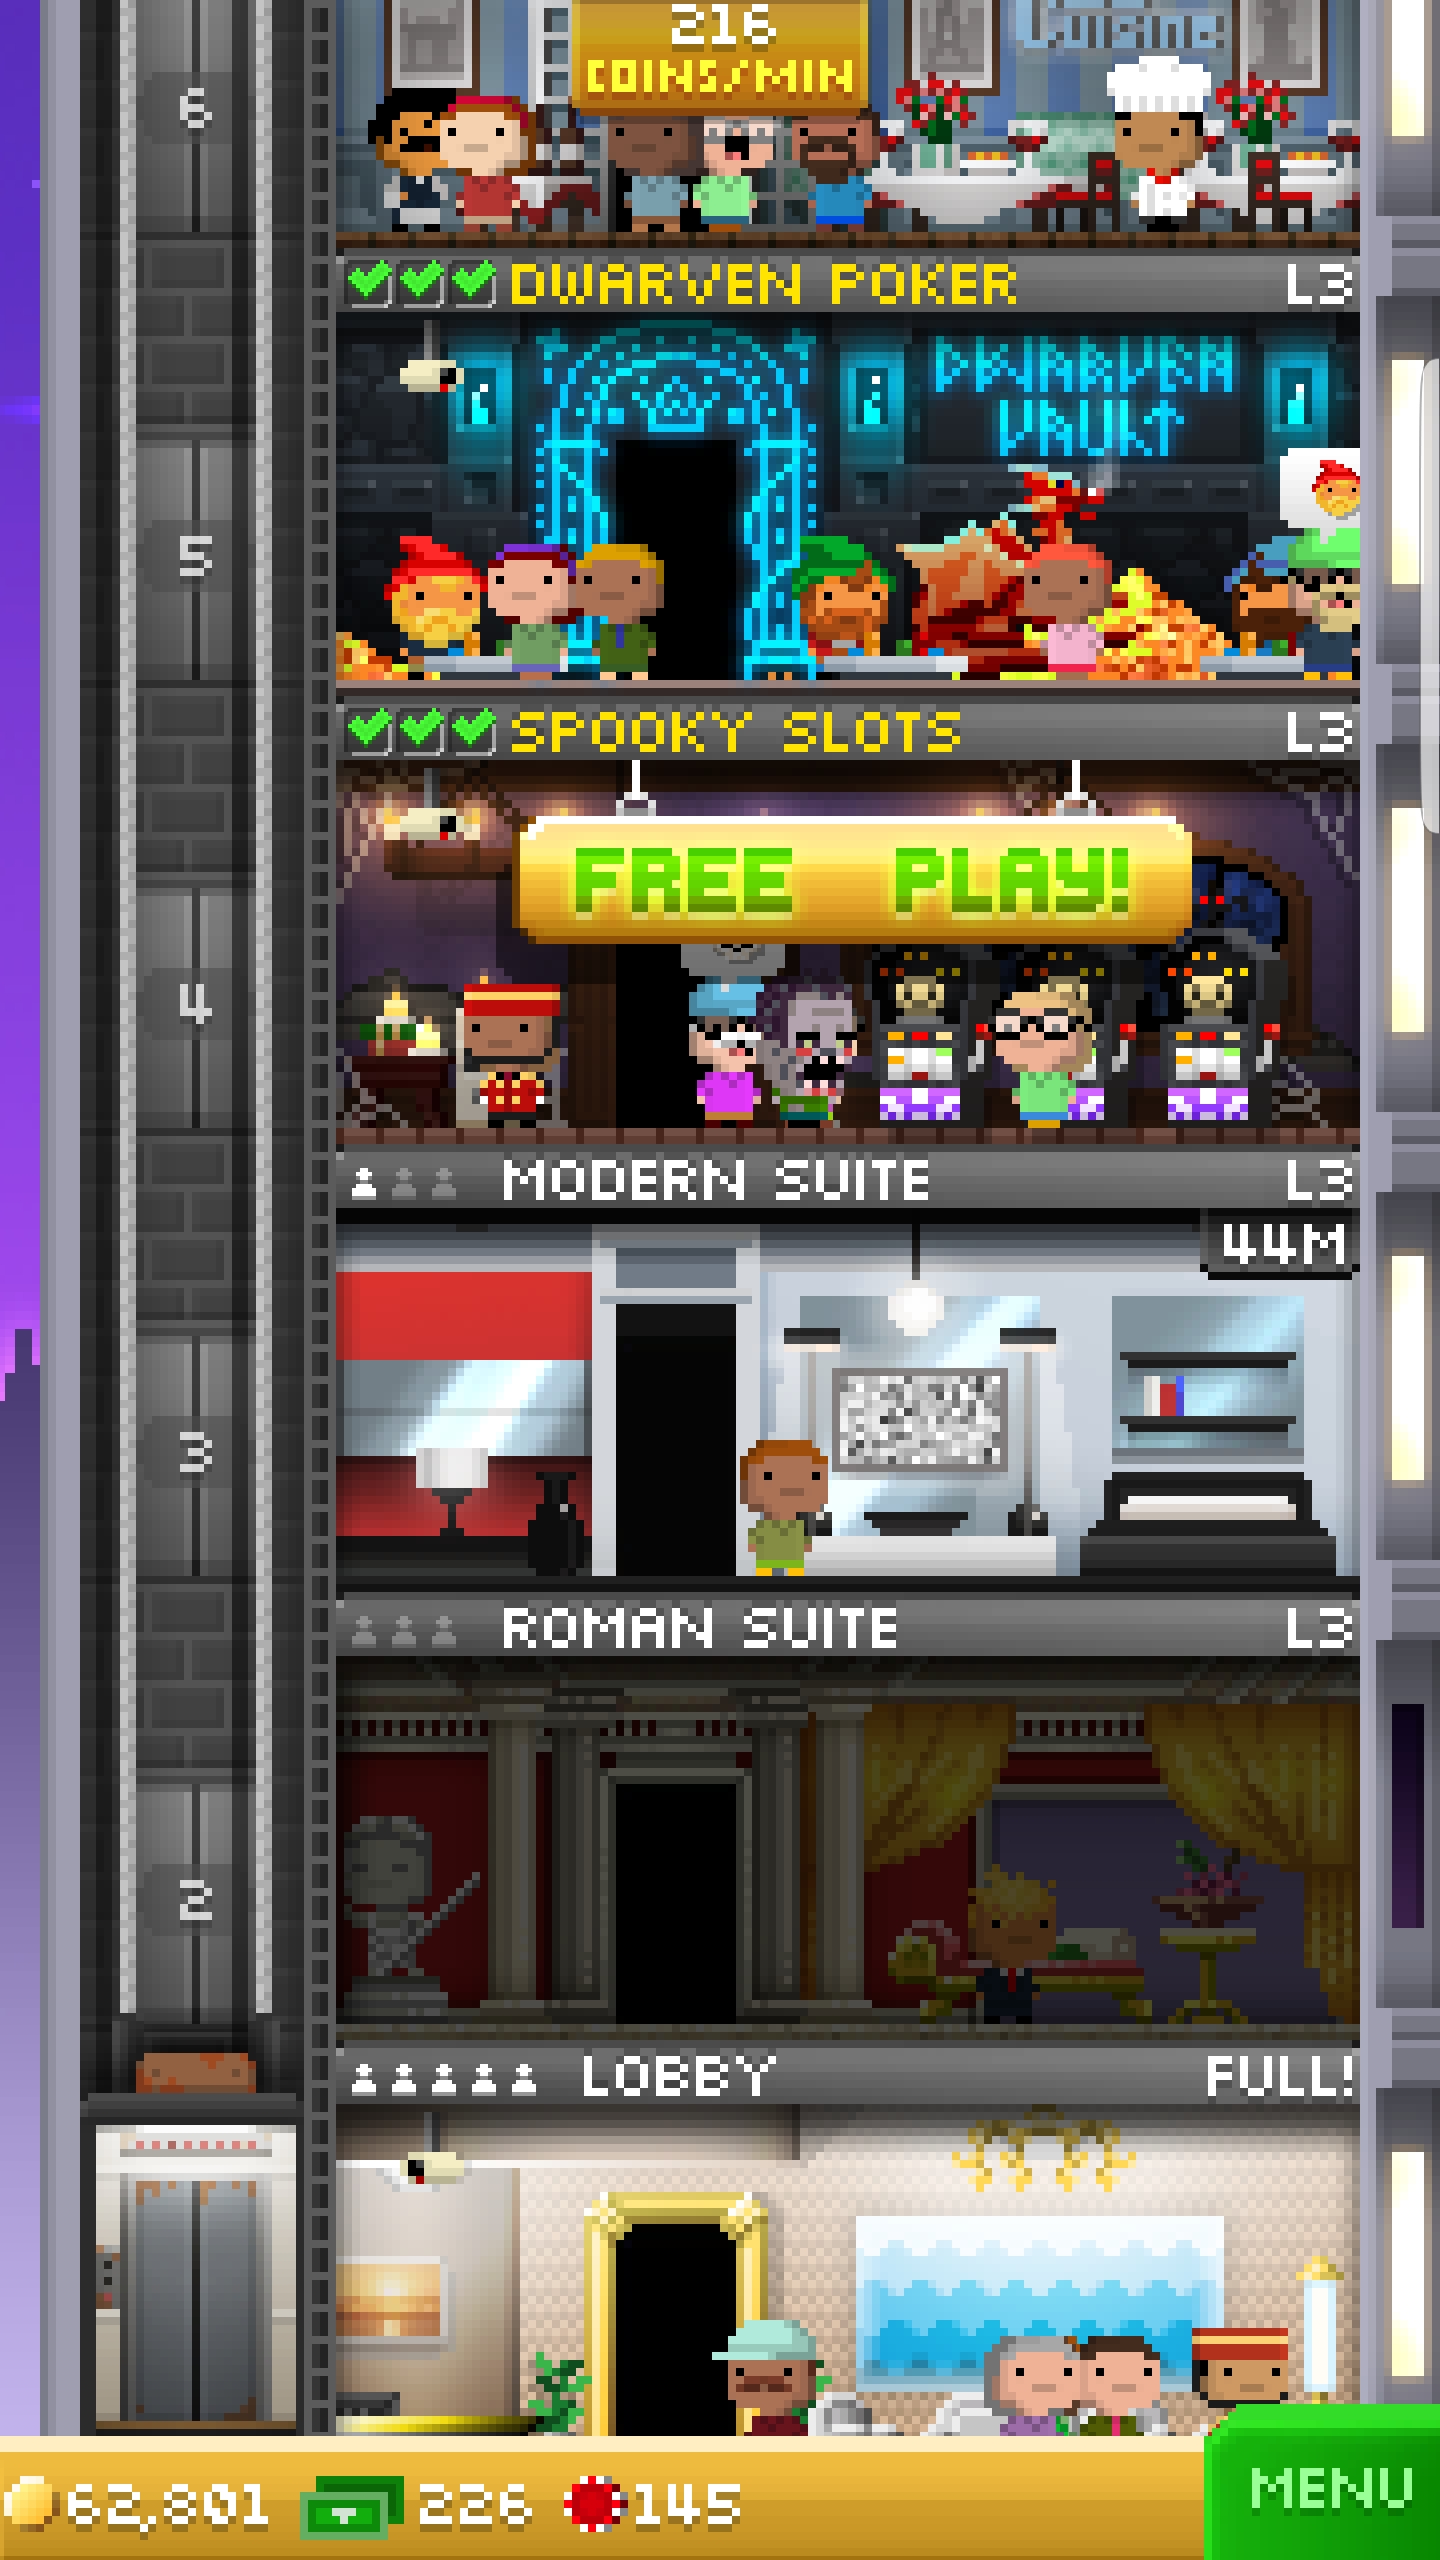 Cuisine
216
COINS/MIN
6
DWARVEN POKER L3
DWARVEN
VAULT
5
SPOOKY SLOTS L3
FREE PLAY!
4
MODERN SUITE L3
44M
3
ROMAN SUITE L3
2
LOBBY FULL!
62,801 226 145 MENU